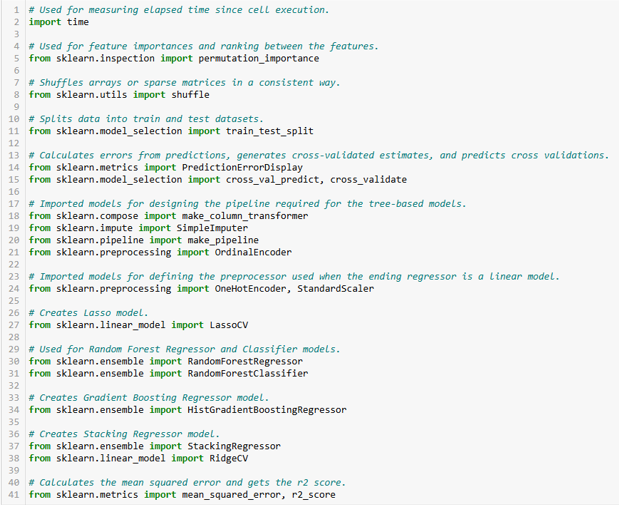 1 # Used for measuring elapsed time since cell execution.
2 import time
3
4 # Used for feature importances and ranking between the features.
5 from sklearn.inspection import permutation_importance
6
7 # Shuffles arrays or sparse matrices in a consistent way.
8 from sklearn.utils import shuffle
9
10 # Splits data into train and test datasets.
11 from sklearn.model_selection import train_test_split
12
13 # Calculates errors from predictions, generates cross-validated estimates, and predicts cross validations.
14 from sklearn.metrics import PredictionErrorDisplay
15 from sklearn.model_selection import cross_val_predict, cross_validate
16
17 # Imported models for designing the pipeline required for the tree-based models.
18 from sklearn.compose import make_column_transformer
19 from sklearn.impute import SimpleImputer
20 from sklearn.pipeline import make_pipeline
21 from sklearn.preprocessing import OrdinalEncoder
22
23 # Imported models for defining the preprocessor used when the ending regressor is a linear model.
24 from sklearn.preprocessing import OneHotEncoder, StandardScaler
25
26 # Creates Lasso model.
27 from sklearn.linear_model import LassoCV
28
29 # Used for Random Forest Regressor and Classifier models.
30 from sklearn.ensemble import RandomForestRegressor
31 from sklearn.ensemble import RandomForestClassifier
32
33 # Creates Gradient Boosting Regressor model.
34 from sklearn.ensemble import HistGradientBoostingRegressor
35
36 # Creates Stacking Regressor model.
37 from sklearn.ensemble import StackingRegressor
38 from sklearn.linear_model import RidgeCV
39
40 # Calculates the mean squared error and gets the r2 score.
41 from sklearn.metrics import mean_squared_error, r2_score